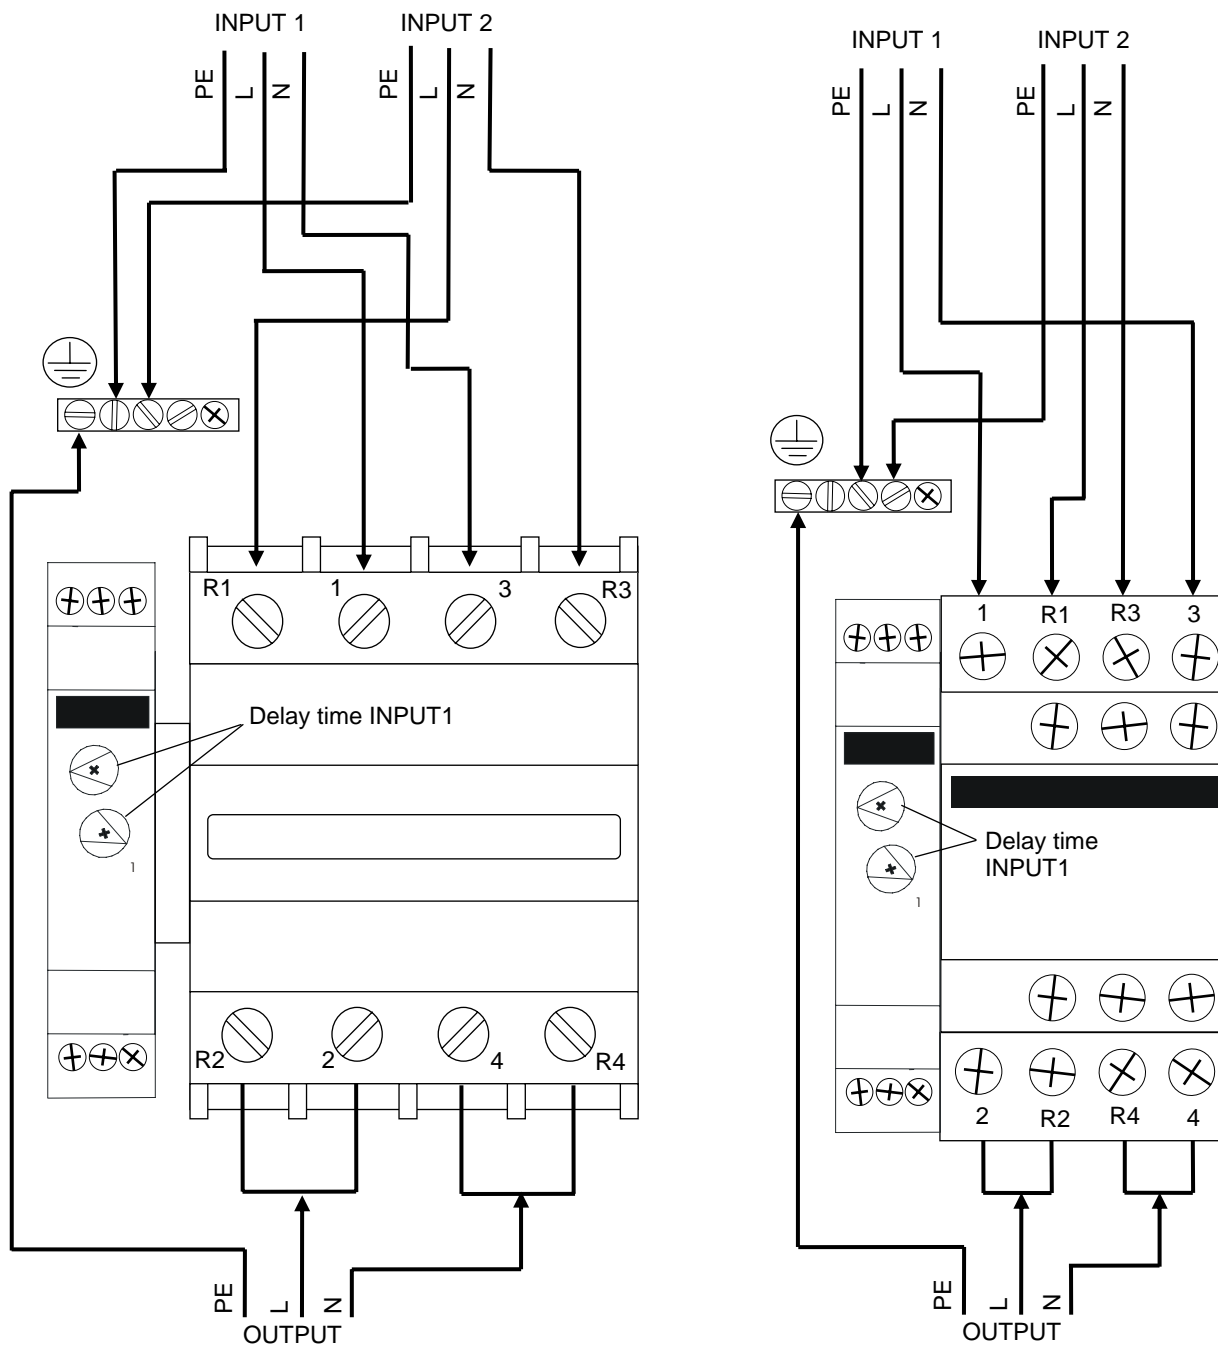 INPUT 1 INPUT 2
PE L N PE L N
R1 1 3 R3
Delay time INPUT1
1
R2 2 4 R4
PE L N
OUTPUT
INPUT 1 INPUT 2
PE L N PE L N
1 R1 R3 3
Delay time
INPUT1
1
2 R2 R4 4
PE L N
OUTPUT